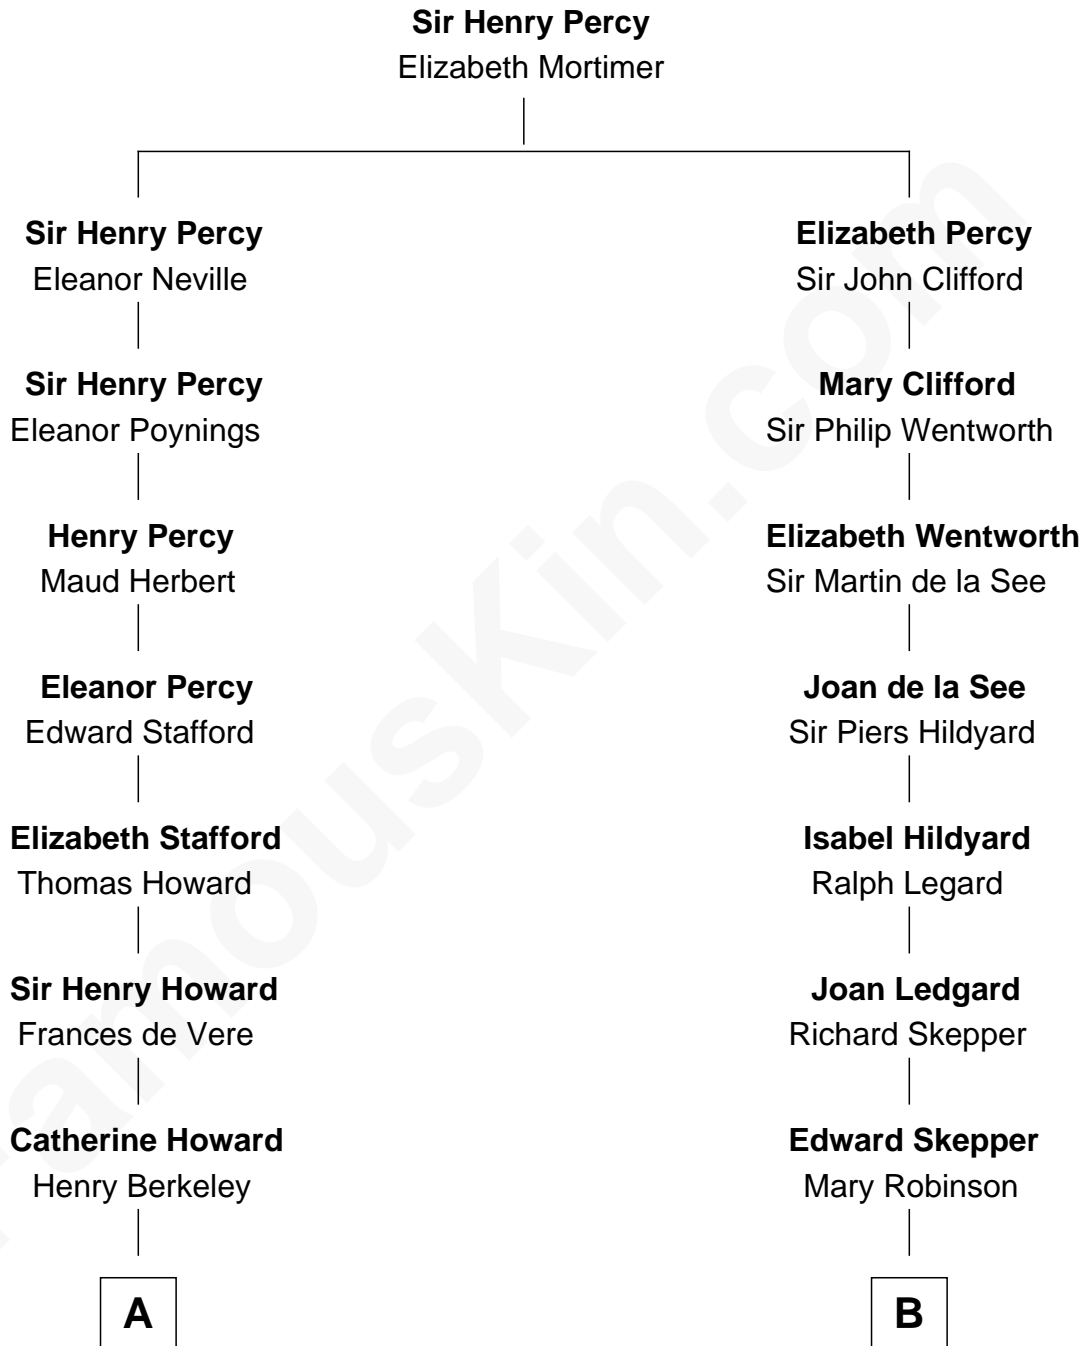 Sir Henry Percy
Elizabeth Mortimer
Sir Henry Percy
Eleanor Neville
Elizabeth Percy
Sir John Clifford
Sir Henry Percy
Eleanor Poynings
Mary Clifford
Sir Philip Wentworth
Henry Percy
Maud Herbert
Elizabeth Wentworth
Sir Martin de la See
Eleanor Percy
Edward Stafford
Joan de la See
Sir Piers Hildyard
Elizabeth Stafford
Thomas Howard
Isabel Hildyard
Ralph Legard
Sir Henry Howard
Frances de Vere
Joan Ledgard
Richard Skepper
Catherine Howard
Henry Berkeley
Edward Skepper
Mary Robinson
A
B
FamousKin.com